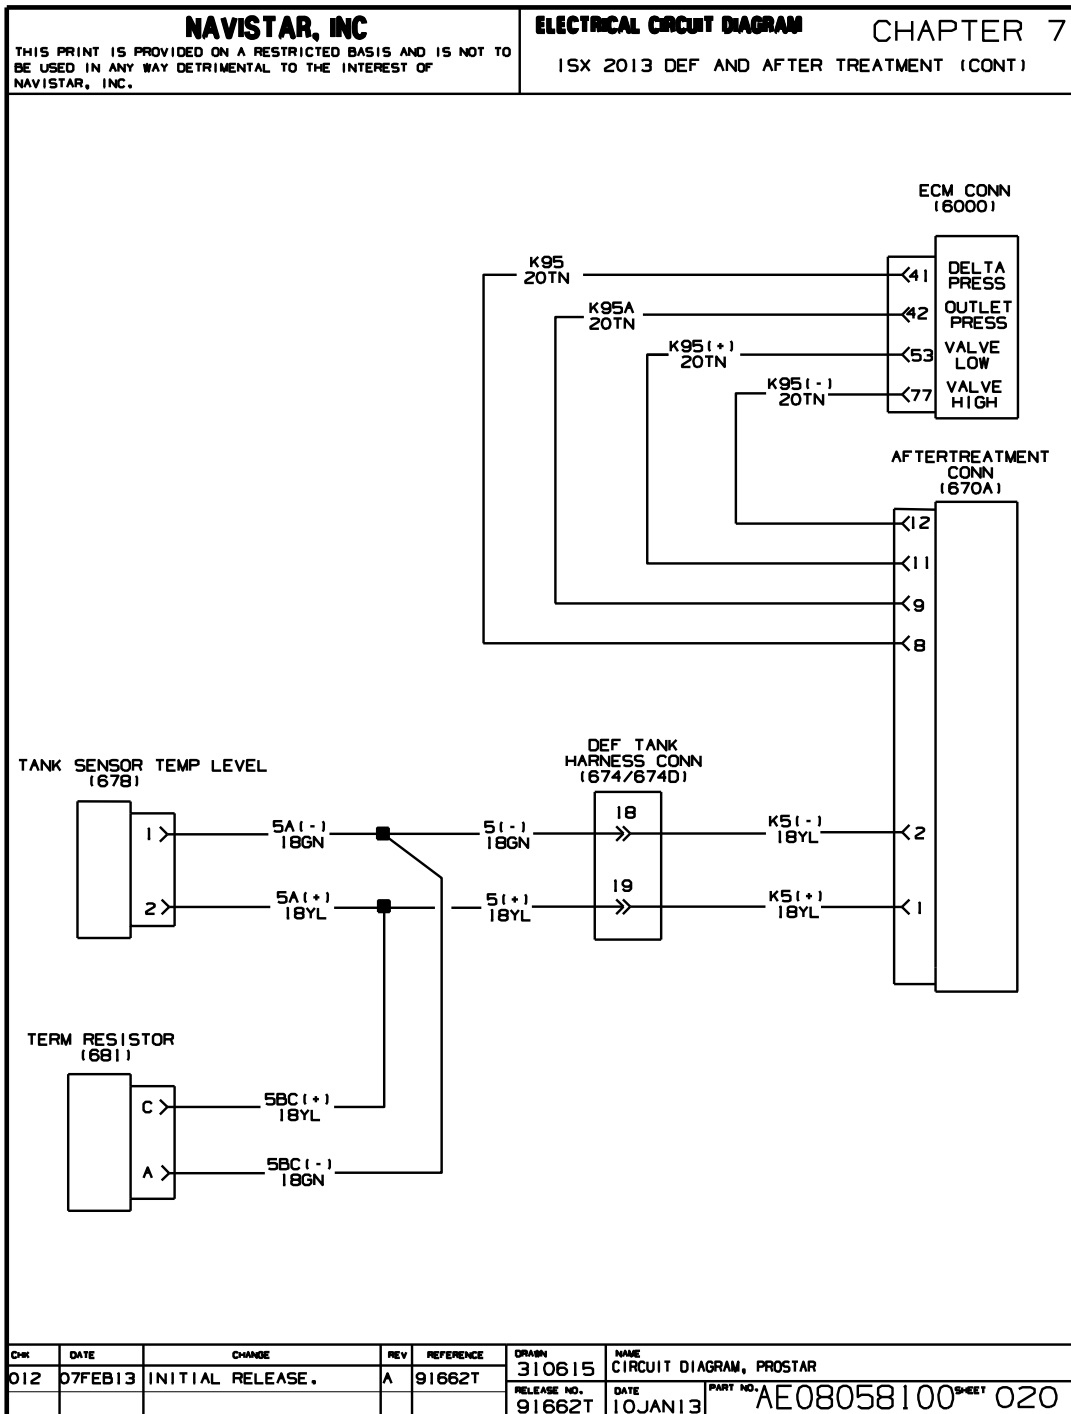 NAVISTAR, INC
THIS PRINT IS PROVIDED ON A RESTRICTED BASIS AND IS NOT TO
BE USED IN ANY WAY DETRIMENTAL TO THE INTEREST OF
NAVISTAR, INC.
ELECTRICAL CIRCUIT DIAGRAM
CHAPTER 7
ISX 2013 DEF AND AFTER TREATMENT (CONT)
ECM CONN
(6000)
K95
20TN
41
DELTA
PRESS
K95A
20TN
42
OUTLET
PRESS
K95(+)
20TN
53
VALVE
LOW
K95(-)
20TN
77
VALVE
HIGH
AFTERTREATMENT
CONN
(670A)
12
11
9
8
DEF TANK
HARNESS CONN
(674/674D)
TANK SENSOR TEMP LEVEL
(678)
1
5A(-)
18GN
5(-)
18GN
18
K5(-)
18YL
2
2
5A(+)
18YL
5(+)
18YL
19
K5(+)
18YL
1
TERM RESISTOR
(681)
C
5BC(+)
18YL
A
5BC(-)
18GN
CHK
DATE
CHANGE
REV
REFERENCE
012
07FEB13
INITIAL RELEASE.
A
91662T
DRAWN
310615
NAME
CIRCUIT DIAGRAM, PROSTAR
RELEASE NO.
91662T
DATE
10JAN13
PART NO.
AE08058100
SHEET
020